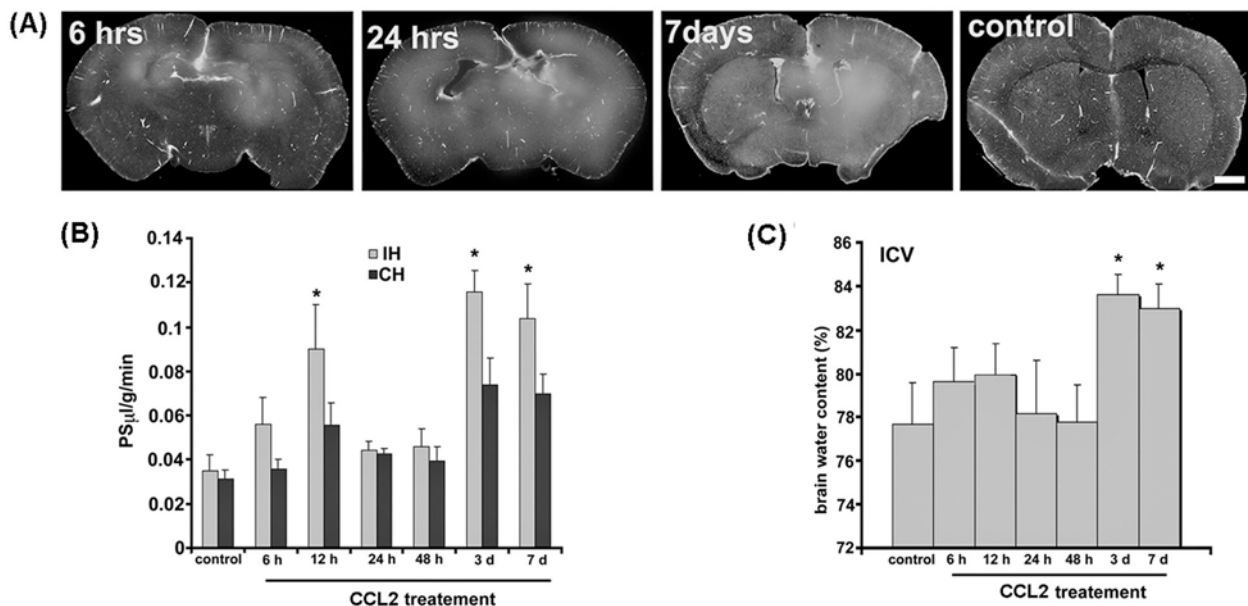 (A)
6 hrs
24 hrs
7days
control
(B)
0.14
0.12
0.1
0.08
0.06
0.04
0.02
0
PSµl/g/min
IH
CH
*
*
*
control 6 h 12 h 24 h 48 h 3 d 7 d
CCL2 treatement
(C)
ICV
86
84
82
80
78
76
74
72
brain water content (%)
*
*
control 6 h 12 h 24 h 48 h 3 d 7 d
CCL2 treatement